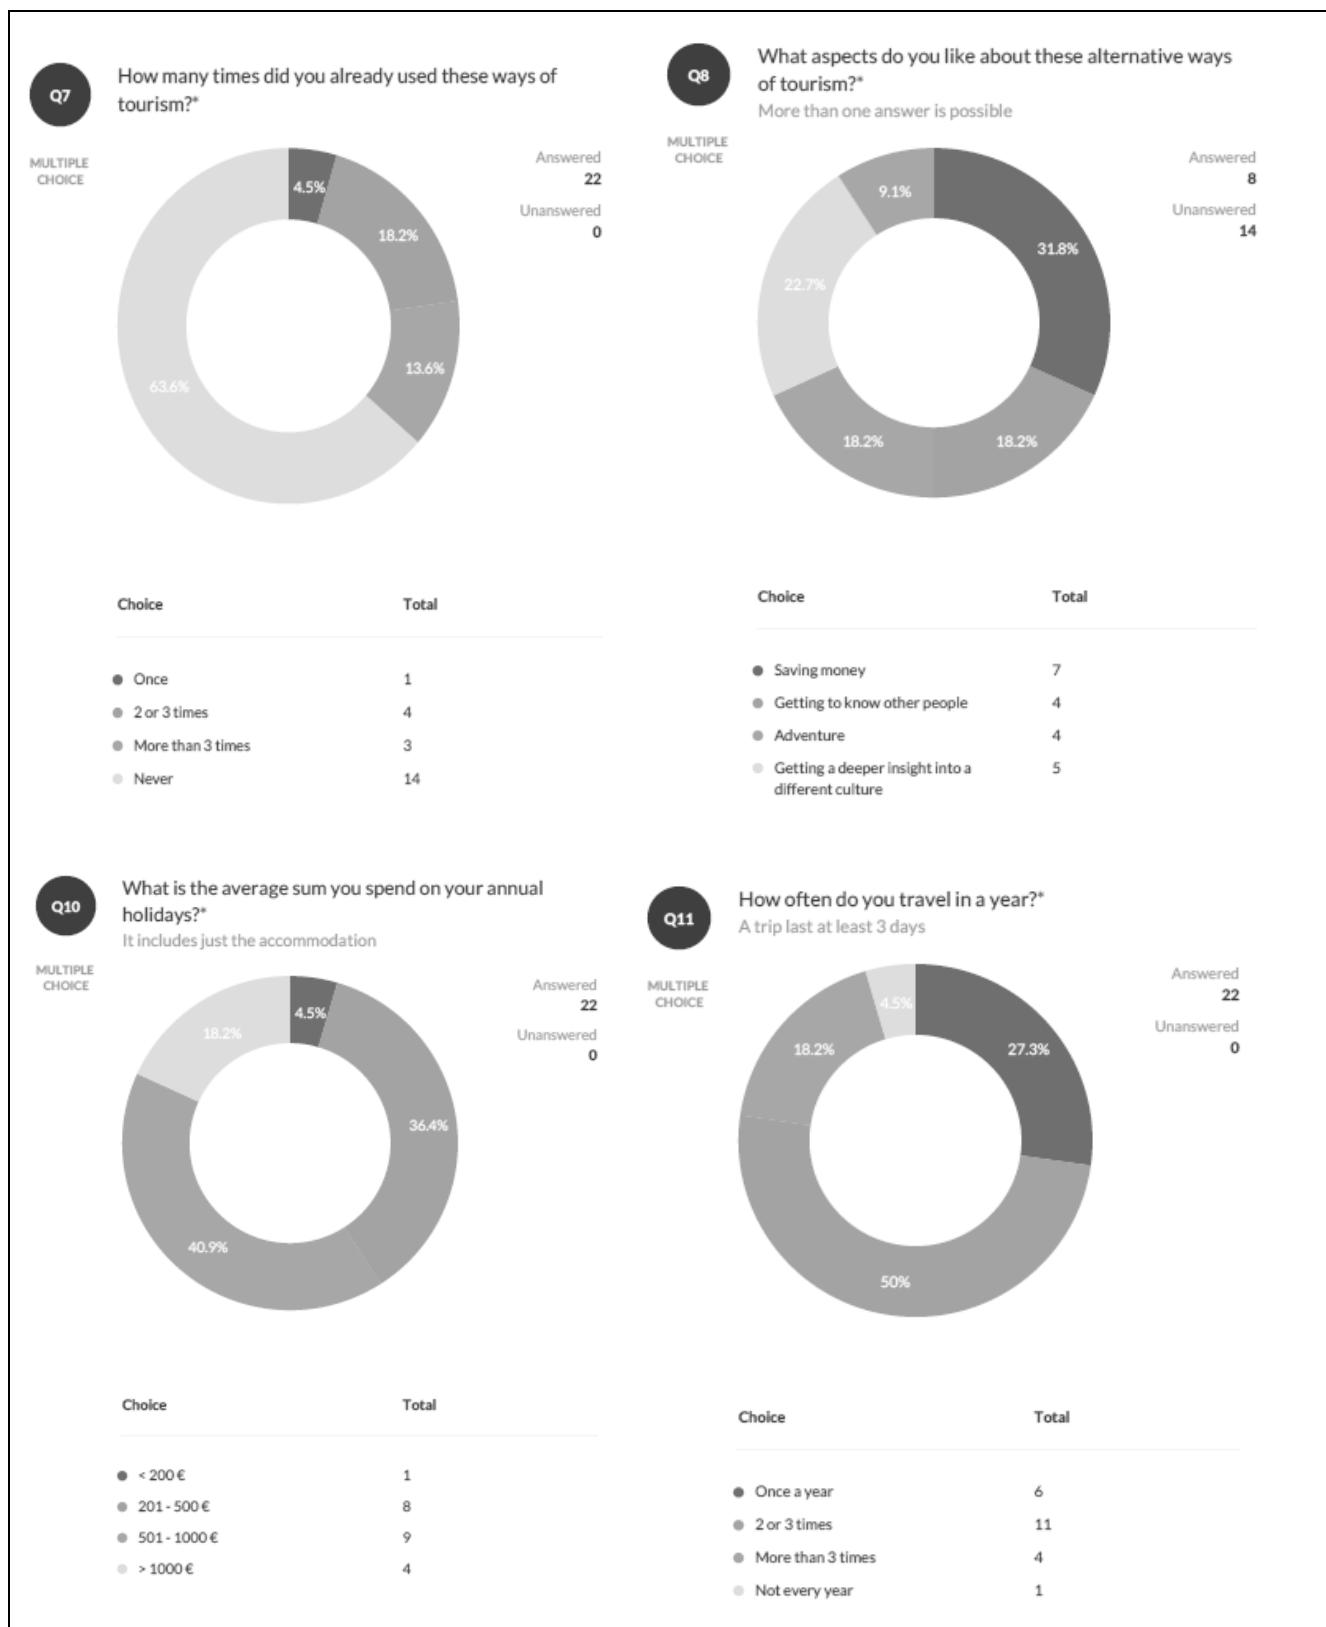 Q7
How many times did you already used these ways of
tourism?*
MULTIPLE
CHOICE
Answered
22
Unanswered
0
4.5%
18.2%
13.6%
63.6%
Choice Total
Once 1
2 or 3 times 4
More than 3 times 3
Never 14
Q8
What aspects do you like about these alternative ways
of tourism?*
More than one answer is possible
MULTIPLE
CHOICE
Answered
8
Unanswered
14
9.1%
31.8%
22.7%
18.2%
18.2%
Choice Total
Saving money 7
Getting to know other people 4
Adventure 4
Getting a deeper insight into a 5
different culture
Q10
What is the average sum you spend on your annual
holidays?*
It includes just the accommodation
MULTIPLE
CHOICE
Answered
22
Unanswered
0
4.5%
18.2%
36.4%
40.9%
Choice Total
< 200 € 1
201 - 500 € 8
501 - 1000 € 9
> 1000 € 4
Q11
How often do you travel in a year?*
A trip last at least 3 days
MULTIPLE
CHOICE
Answered
22
Unanswered
0
4.5%
18.2%
27.3%
50%
Choice Total
Once a year 6
2 or 3 times 11
More than 3 times 4
Not every year 1